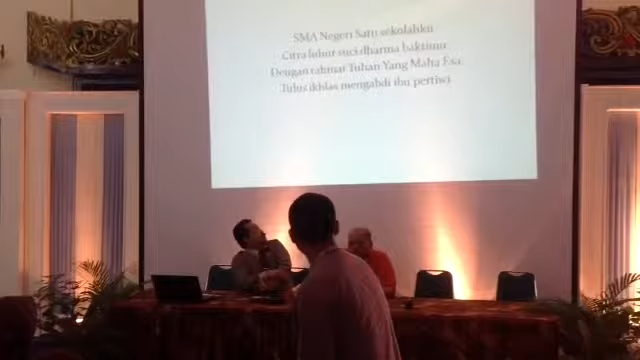 SMA Negeri Satu sekolahku
Citra luhur suci dharma baktimu
Dengan rahmat Tuhan Yang Maha Esa
Tulus ikhlas mengabdi ibu pertiwi